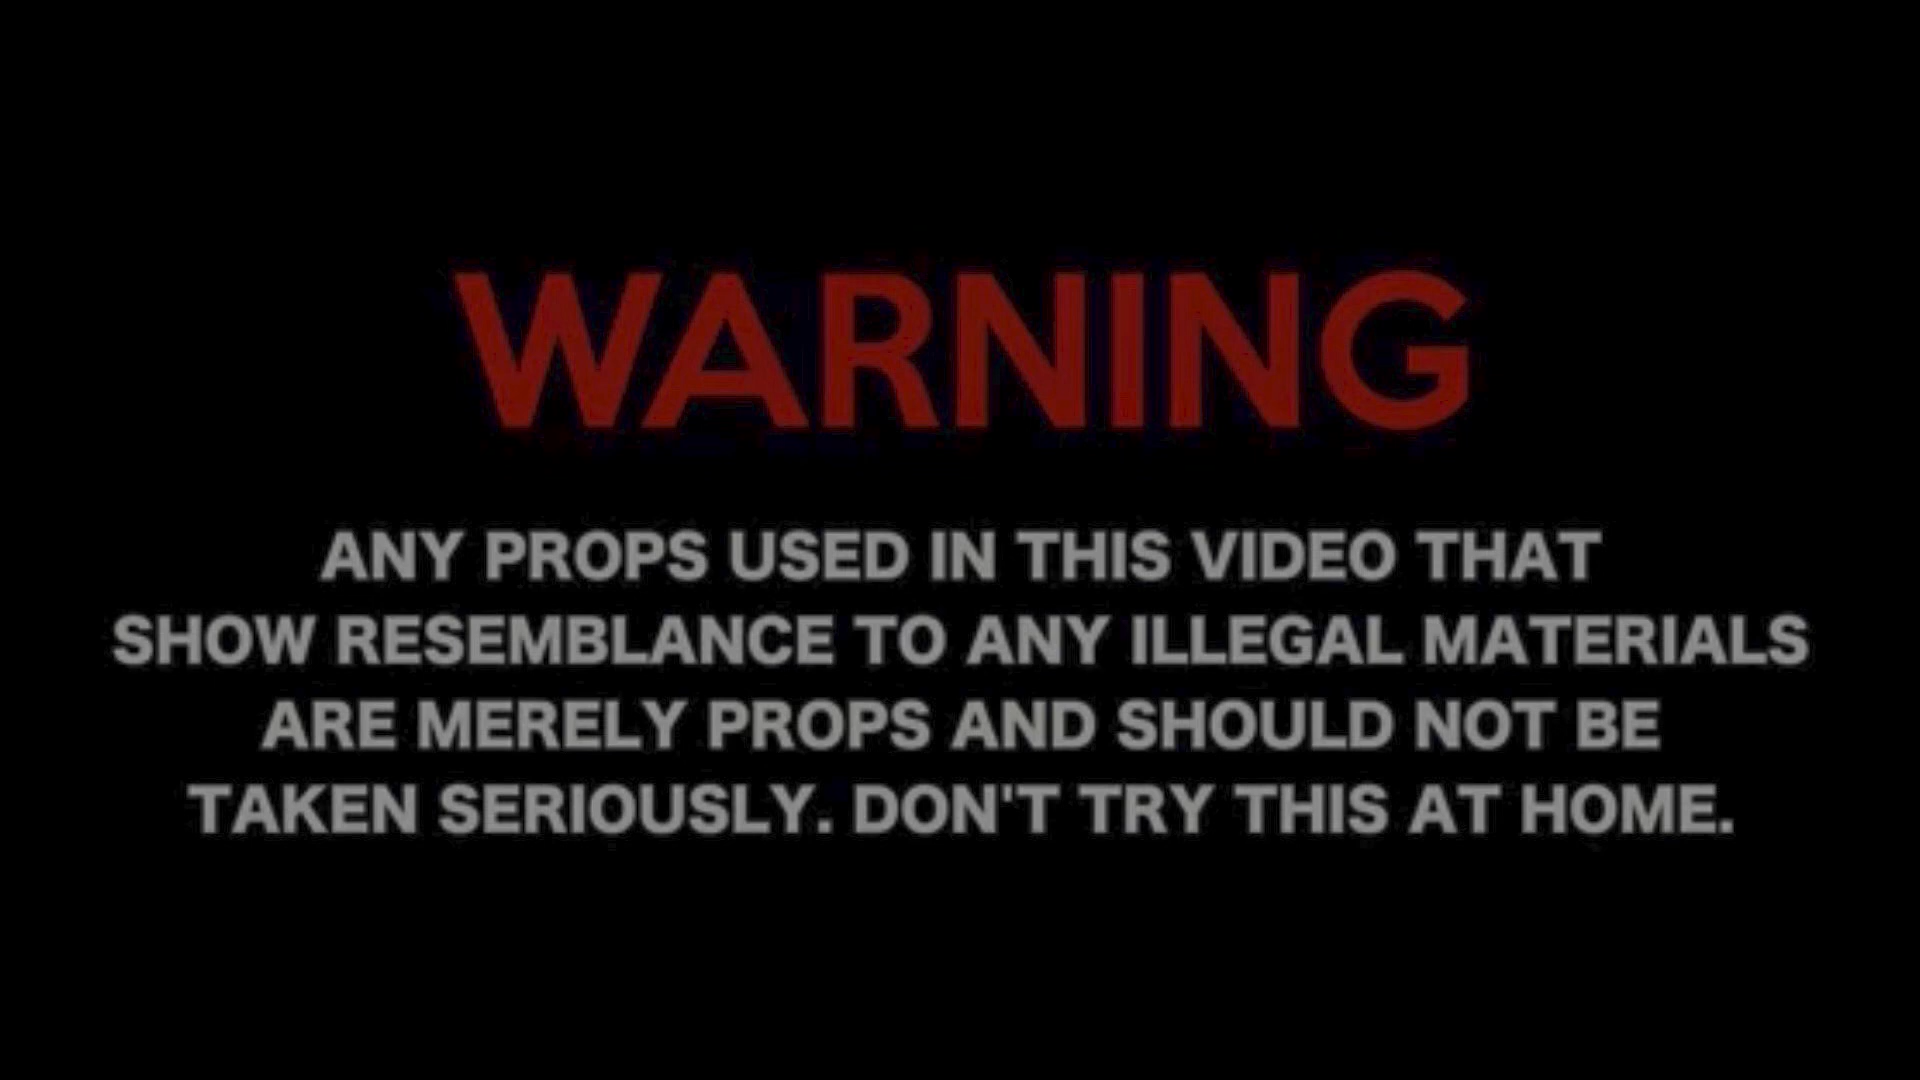 WARNING
ANY PROPS USED IN THIS VIDEO THAT
SHOW RESEMBLANCE TO ANY ILLEGAL MATERIALS
ARE MERELY PROPS AND SHOULD NOT BE
TAKEN SERIOUSLY. DON'T TRY THIS AT HOME.